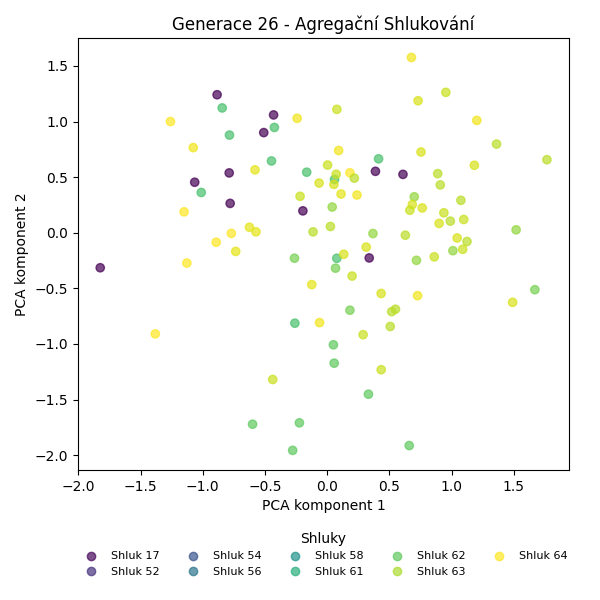 Generace 26 - Agregační Shlukování
PCA komponent 2
1.5
1.0
0.5
0.0
−0.5
−1.0
−1.5
−2.0
−2.0 −1.5 −1.0 −0.5 0.0 0.5 1.0 1.5
PCA komponent 1
Shluky
Shluk 17 Shluk 54 Shluk 58 Shluk 62 Shluk 64
Shluk 52 Shluk 56 Shluk 61 Shluk 63